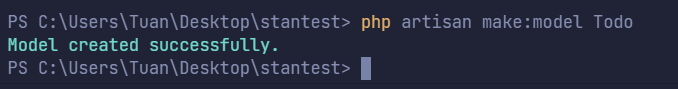 PS C:\Users\Tuan\Desktop\stantest> php artisan make:model Todo
Model created successfully.
PS C:\Users\Tuan\Desktop\stantest>